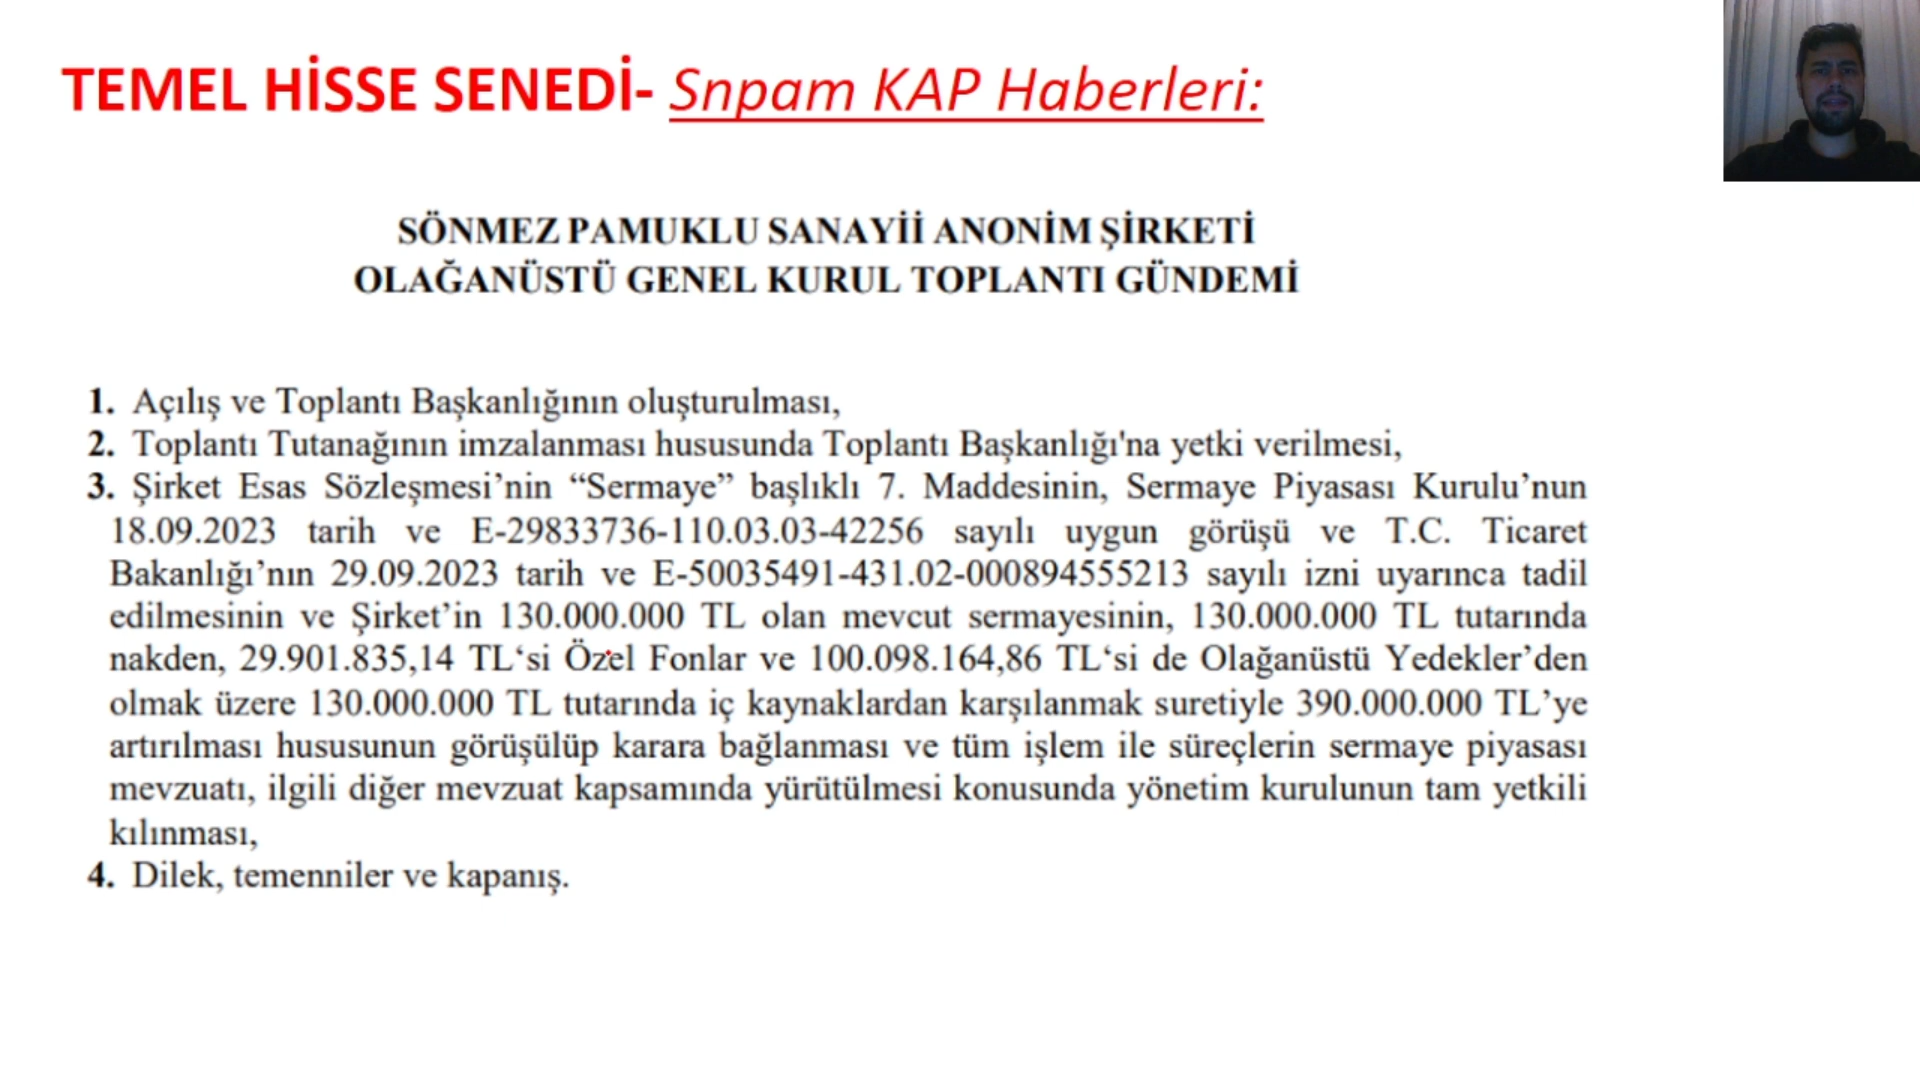 TEMEL HİSSE SENEDİ- Snpam KAP Haberleri:
SÖNMEZ PAMUKLU SANAYİİ ANONİM ŞİRKETİ
OLAĞANÜSTÜ GENEL KURUL TOPLANTI GÜNDEMİ
1. Açılış ve Toplantı Başkanlığının oluşturulması,
2. Toplantı Tutanağının imzalanması hususunda Toplantı Başkanlığı'na yetki verilmesi,
3. Şirket Esas Sözleşmesi’nin “Sermaye” başlıklı 7. Maddesinin, Sermaye Piyasası Kurulu’nun
18.09.2023 tarih ve E-29833736-110.03.03-42256 sayılı uygun görüşü ve T.C. Ticaret
Bakanlığı’nın 29.09.2023 tarih ve E-50035491-431.02-000894555213 sayılı izni uyarınca tadil
edilmesinin ve Şirket’in 130.000.000 TL olan mevcut sermayesinin, 130.000.000 TL tutarında
nakden, 29.901.835,14 TL‘si Özel Fonlar ve 100.098.164,86 TL‘si de Olağanüstü Yedekler’den
olmak üzere 130.000.000 TL tutarında iç kaynaklardan karşılanmak suretiyle 390.000.000 TL’ye
artırılması hususunun görüşülüp karara bağlanması ve tüm işlem ile süreçlerin sermaye piyasası
mevzuatı, ilgili diğer mevzuat kapsamında yürütülmesi konusunda yönetim kurulunun tam yetkili
kılınması,
4. Dilek, temenniler ve kapanış.